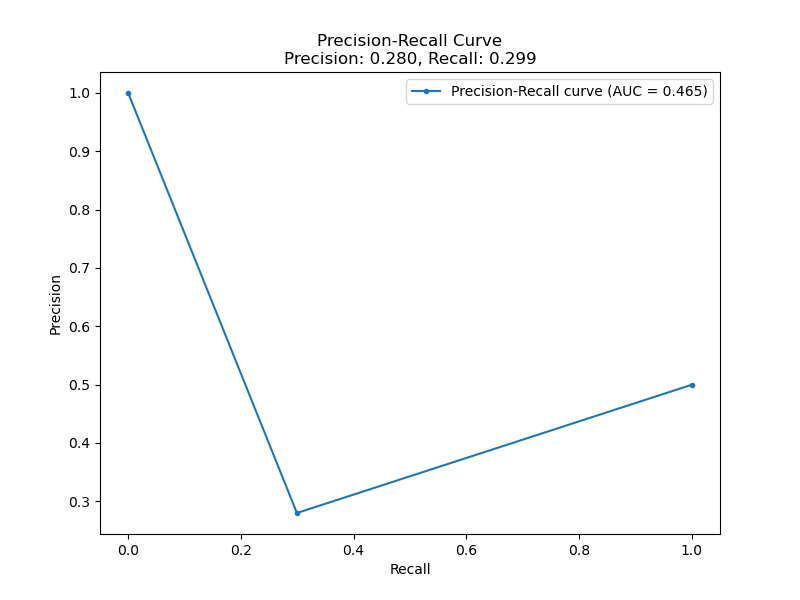 Precision-Recall Curve
Precision: 0.280, Recall: 0.299
Precision-Recall curve (AUC = 0.465)
1.0
0.9
0.8
0.7
0.6
0.5
0.4
0.3
Precision
0.0 0.2 0.4 0.6 0.8 1.0
Recall